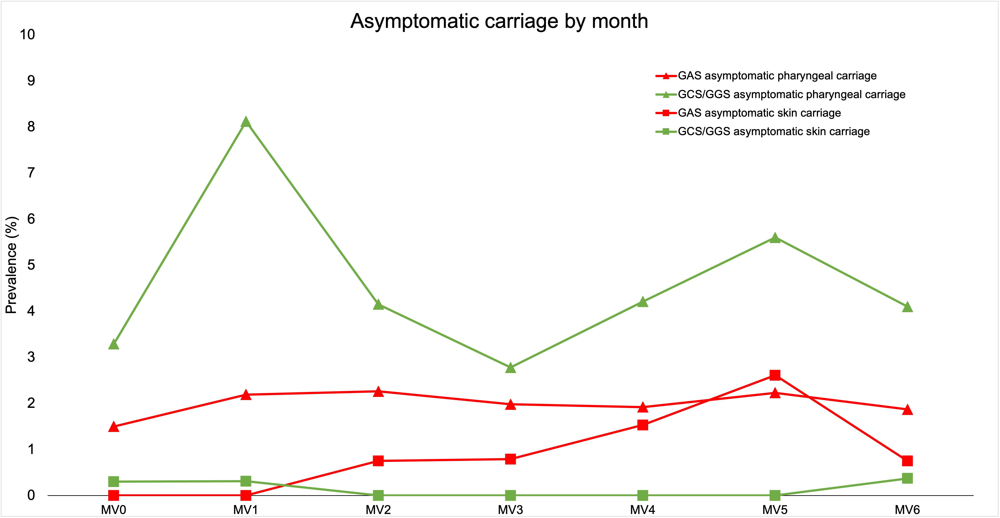 Asymptomatic carriage by month
10
9
8
7
6
5
4
3
2
1
0
Prevalence (%)
GAS asymptomatic pharyngeal carriage
GCS/GGS asymptomatic pharyngeal carriage
GAS asymptomatic skin carriage
GCS/GGS asymptomatic skin carriage
MV0 MV1 MV2 MV3 MV4 MV5 MV6